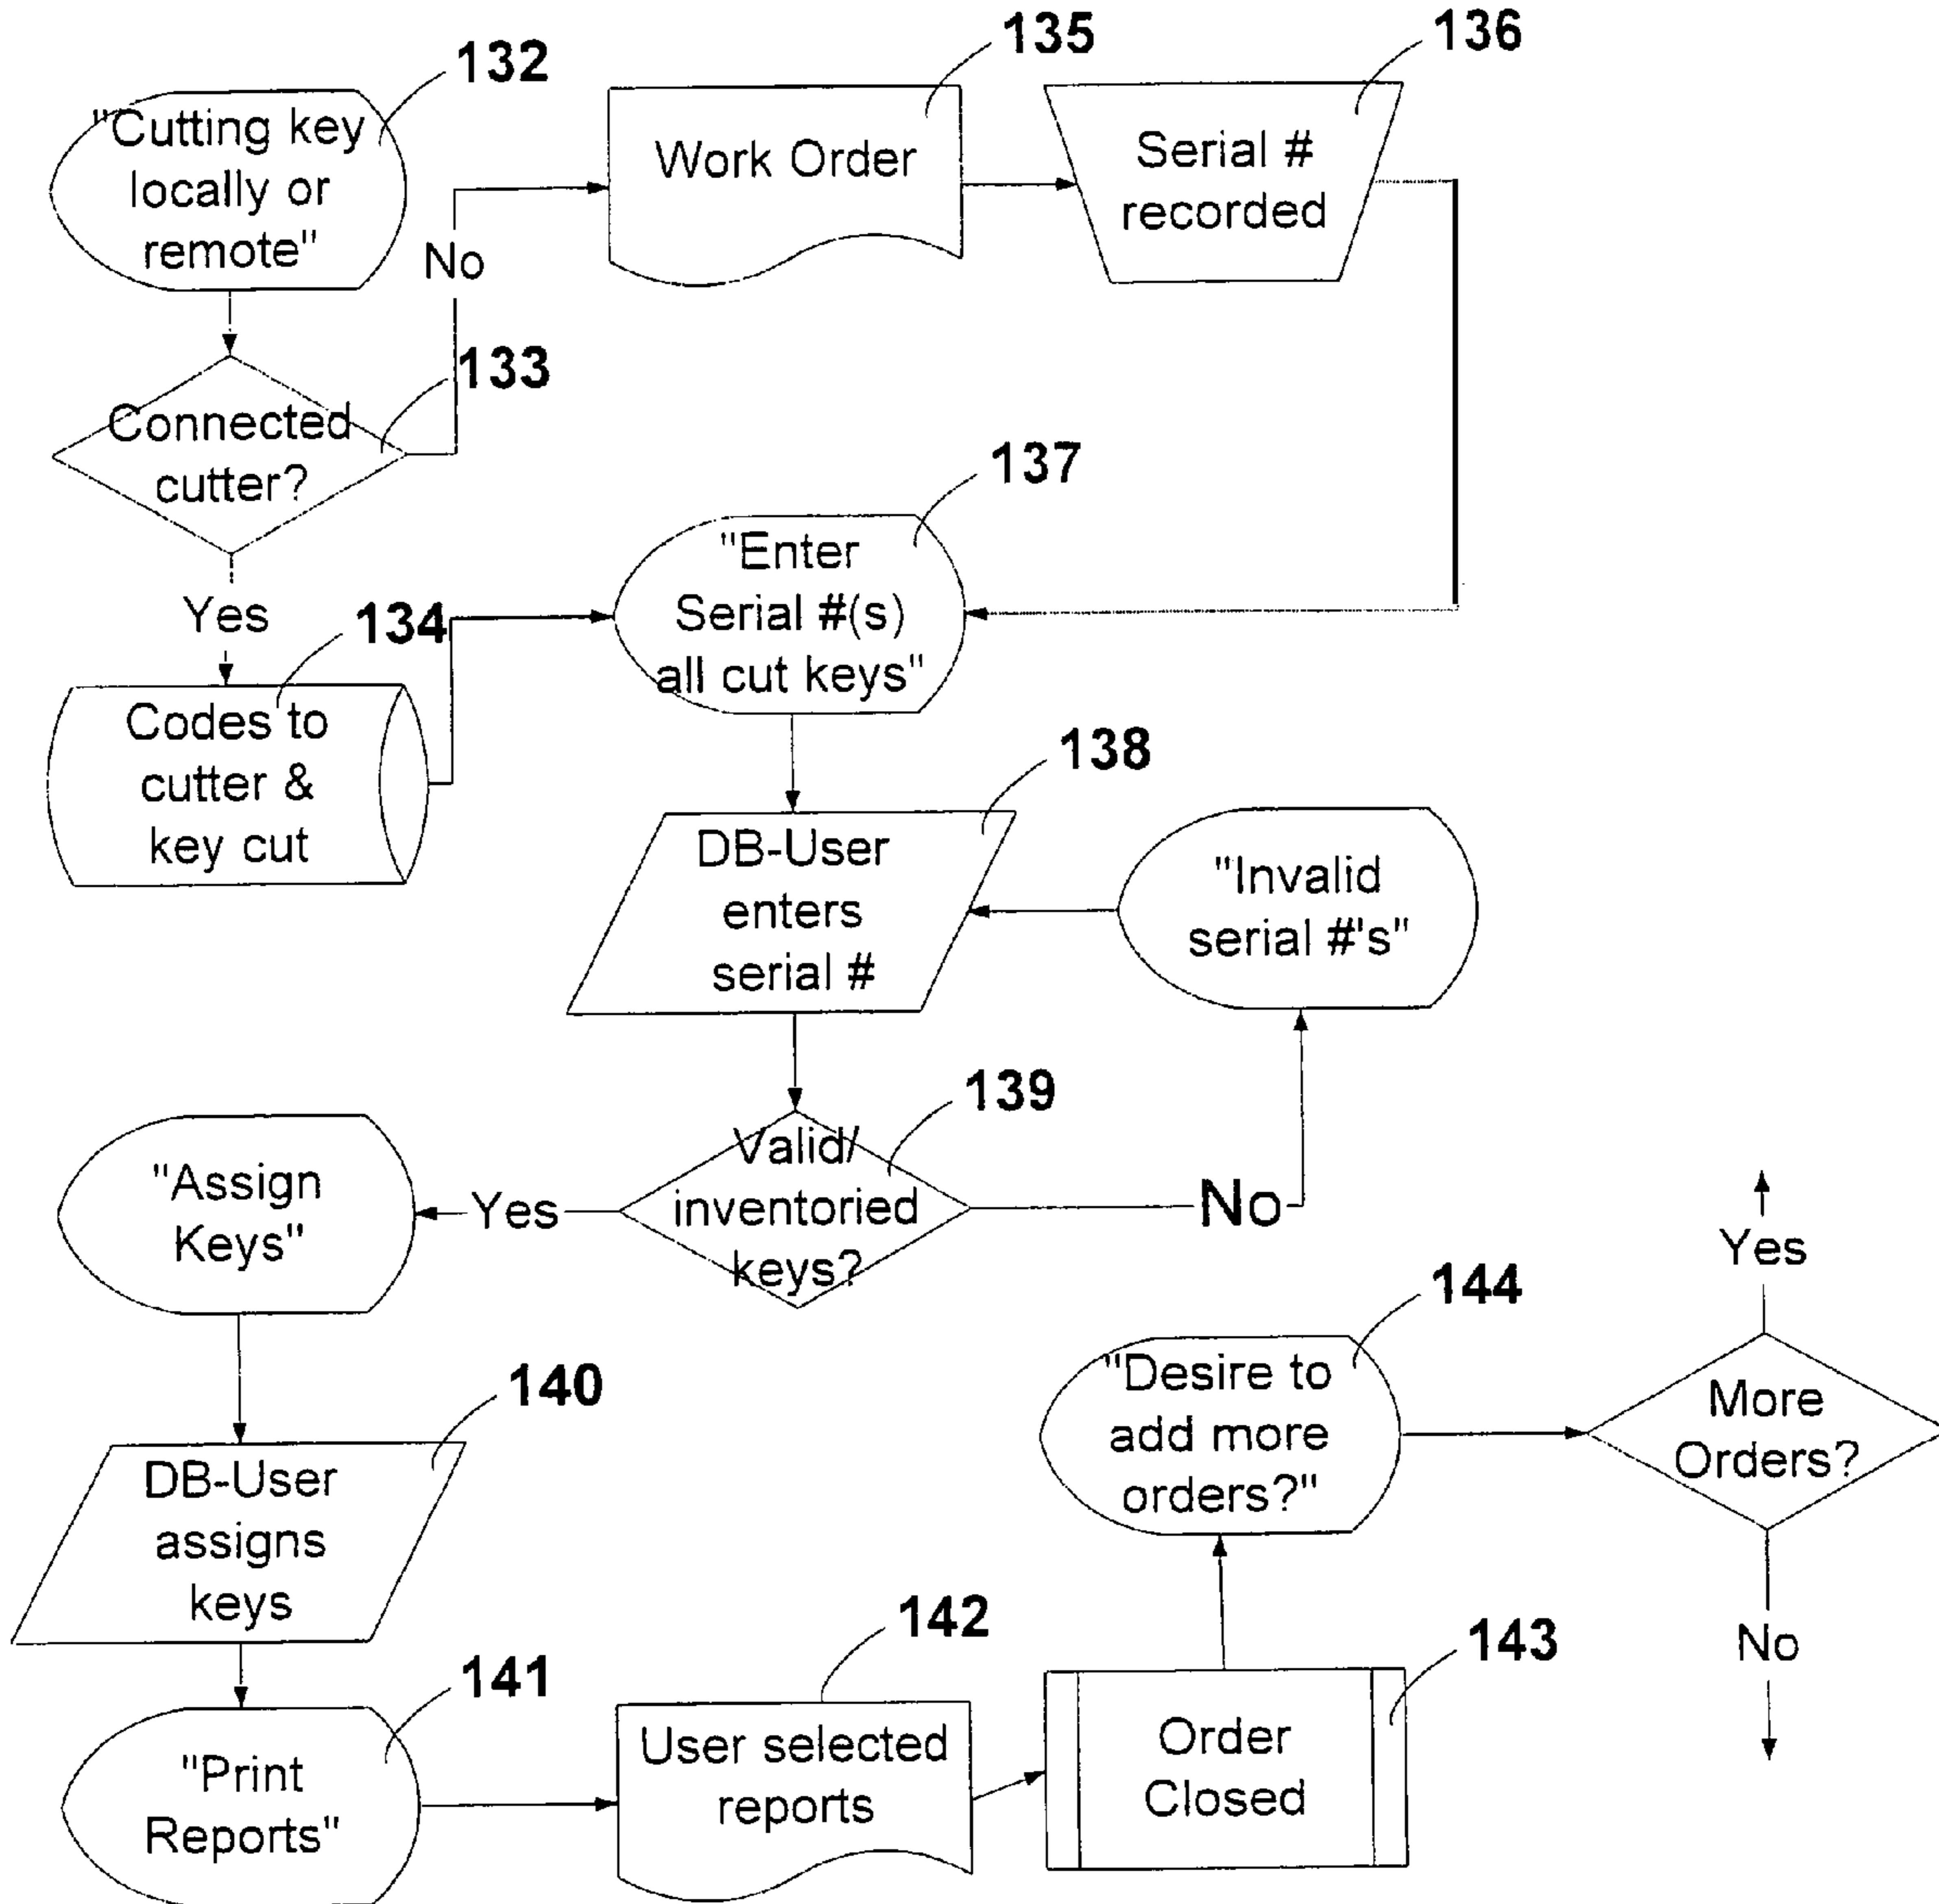 132
"Cutting key
locally or
remote"
No
135
Work Order
136
Serial #
recorded
133
Connected
cutter?
Yes
134
Codes to
cutter &
key cut
137
"Enter
Serial #(s)
all cut keys"
138
DB-User
enters
serial #
"Invalid
serial #'s"
139
Valid/
inventoried
keys?
Yes
No
"Assign
Keys"
140
DB-User
assigns
keys
141
"Print
Reports"
142
User selected
reports
143
Order
Closed
144
"Desire to
add more
orders?"
Yes
More
Orders?
No